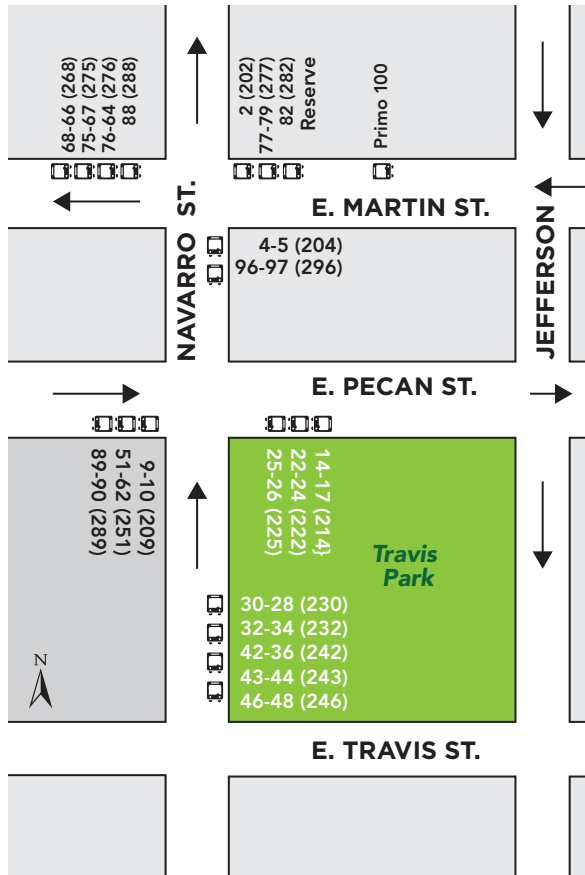 68-66 (268)
75-67 (275)
76-64 (276)
88 (288)
2 (202)
77-79 (277)
82 (282)
Reserve
Primo 100
E. MARTIN ST.
NAVARRO ST.
JEFFERSON
4-5 (204)
96-97 (296)
E. PECAN ST.
9-10 (209)
51-62 (251)
89-90 (289)
14-17 (214}
22-24 (222)
25-26 (225)
Travis
Park
30-28 (230)
32-34 (232)
42-36 (242)
43-44 (243)
46-48 (246)
N
E. TRAVIS ST.